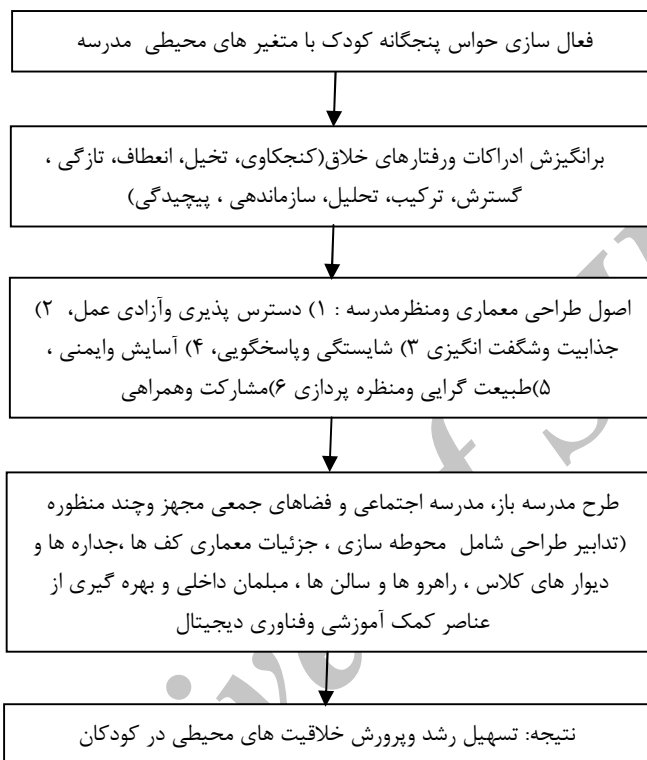 فعال سازی حواس پنجگانه کودک با متغیر های محیطی مدرسه
برانگیزش ادراکات ورفتارهای خلاق(کنجکاوی، تخیل، انعطاف، تازگی ،
گسترش، ترکیب، تحلیل، سازماندهی ، پیچیدگی)
اصول طراحی معماری ومنظرمدرسه : ۱) دسترس پذیری وآزادی عمل، ۲)
جذابیت وشگفت انگیزی ۳) شایستگی وپاسخگویی، ۴) آسایش وایمنی ،
۵)طبیعت گرایی ومنظره پردازی ۶)مشارکت وهمراهی
طرح مدرسه باز، مدرسه اجتماعی و فضاهای جمعی مجهز وچند منظوره
(تدابیر طراحی شامل محوطه سازی ، جزئیات معماری کف ها ،جداره ها و
دیوار های کلاس ، راهرو ها و سالن ها ، مبلمان داخلی و بهره گیری از
عناصر کمک آموزشی وفناوری دیجیتال
نتیجه: تسهیل رشد وپرورش خلاقیت های محیطی در کودکان